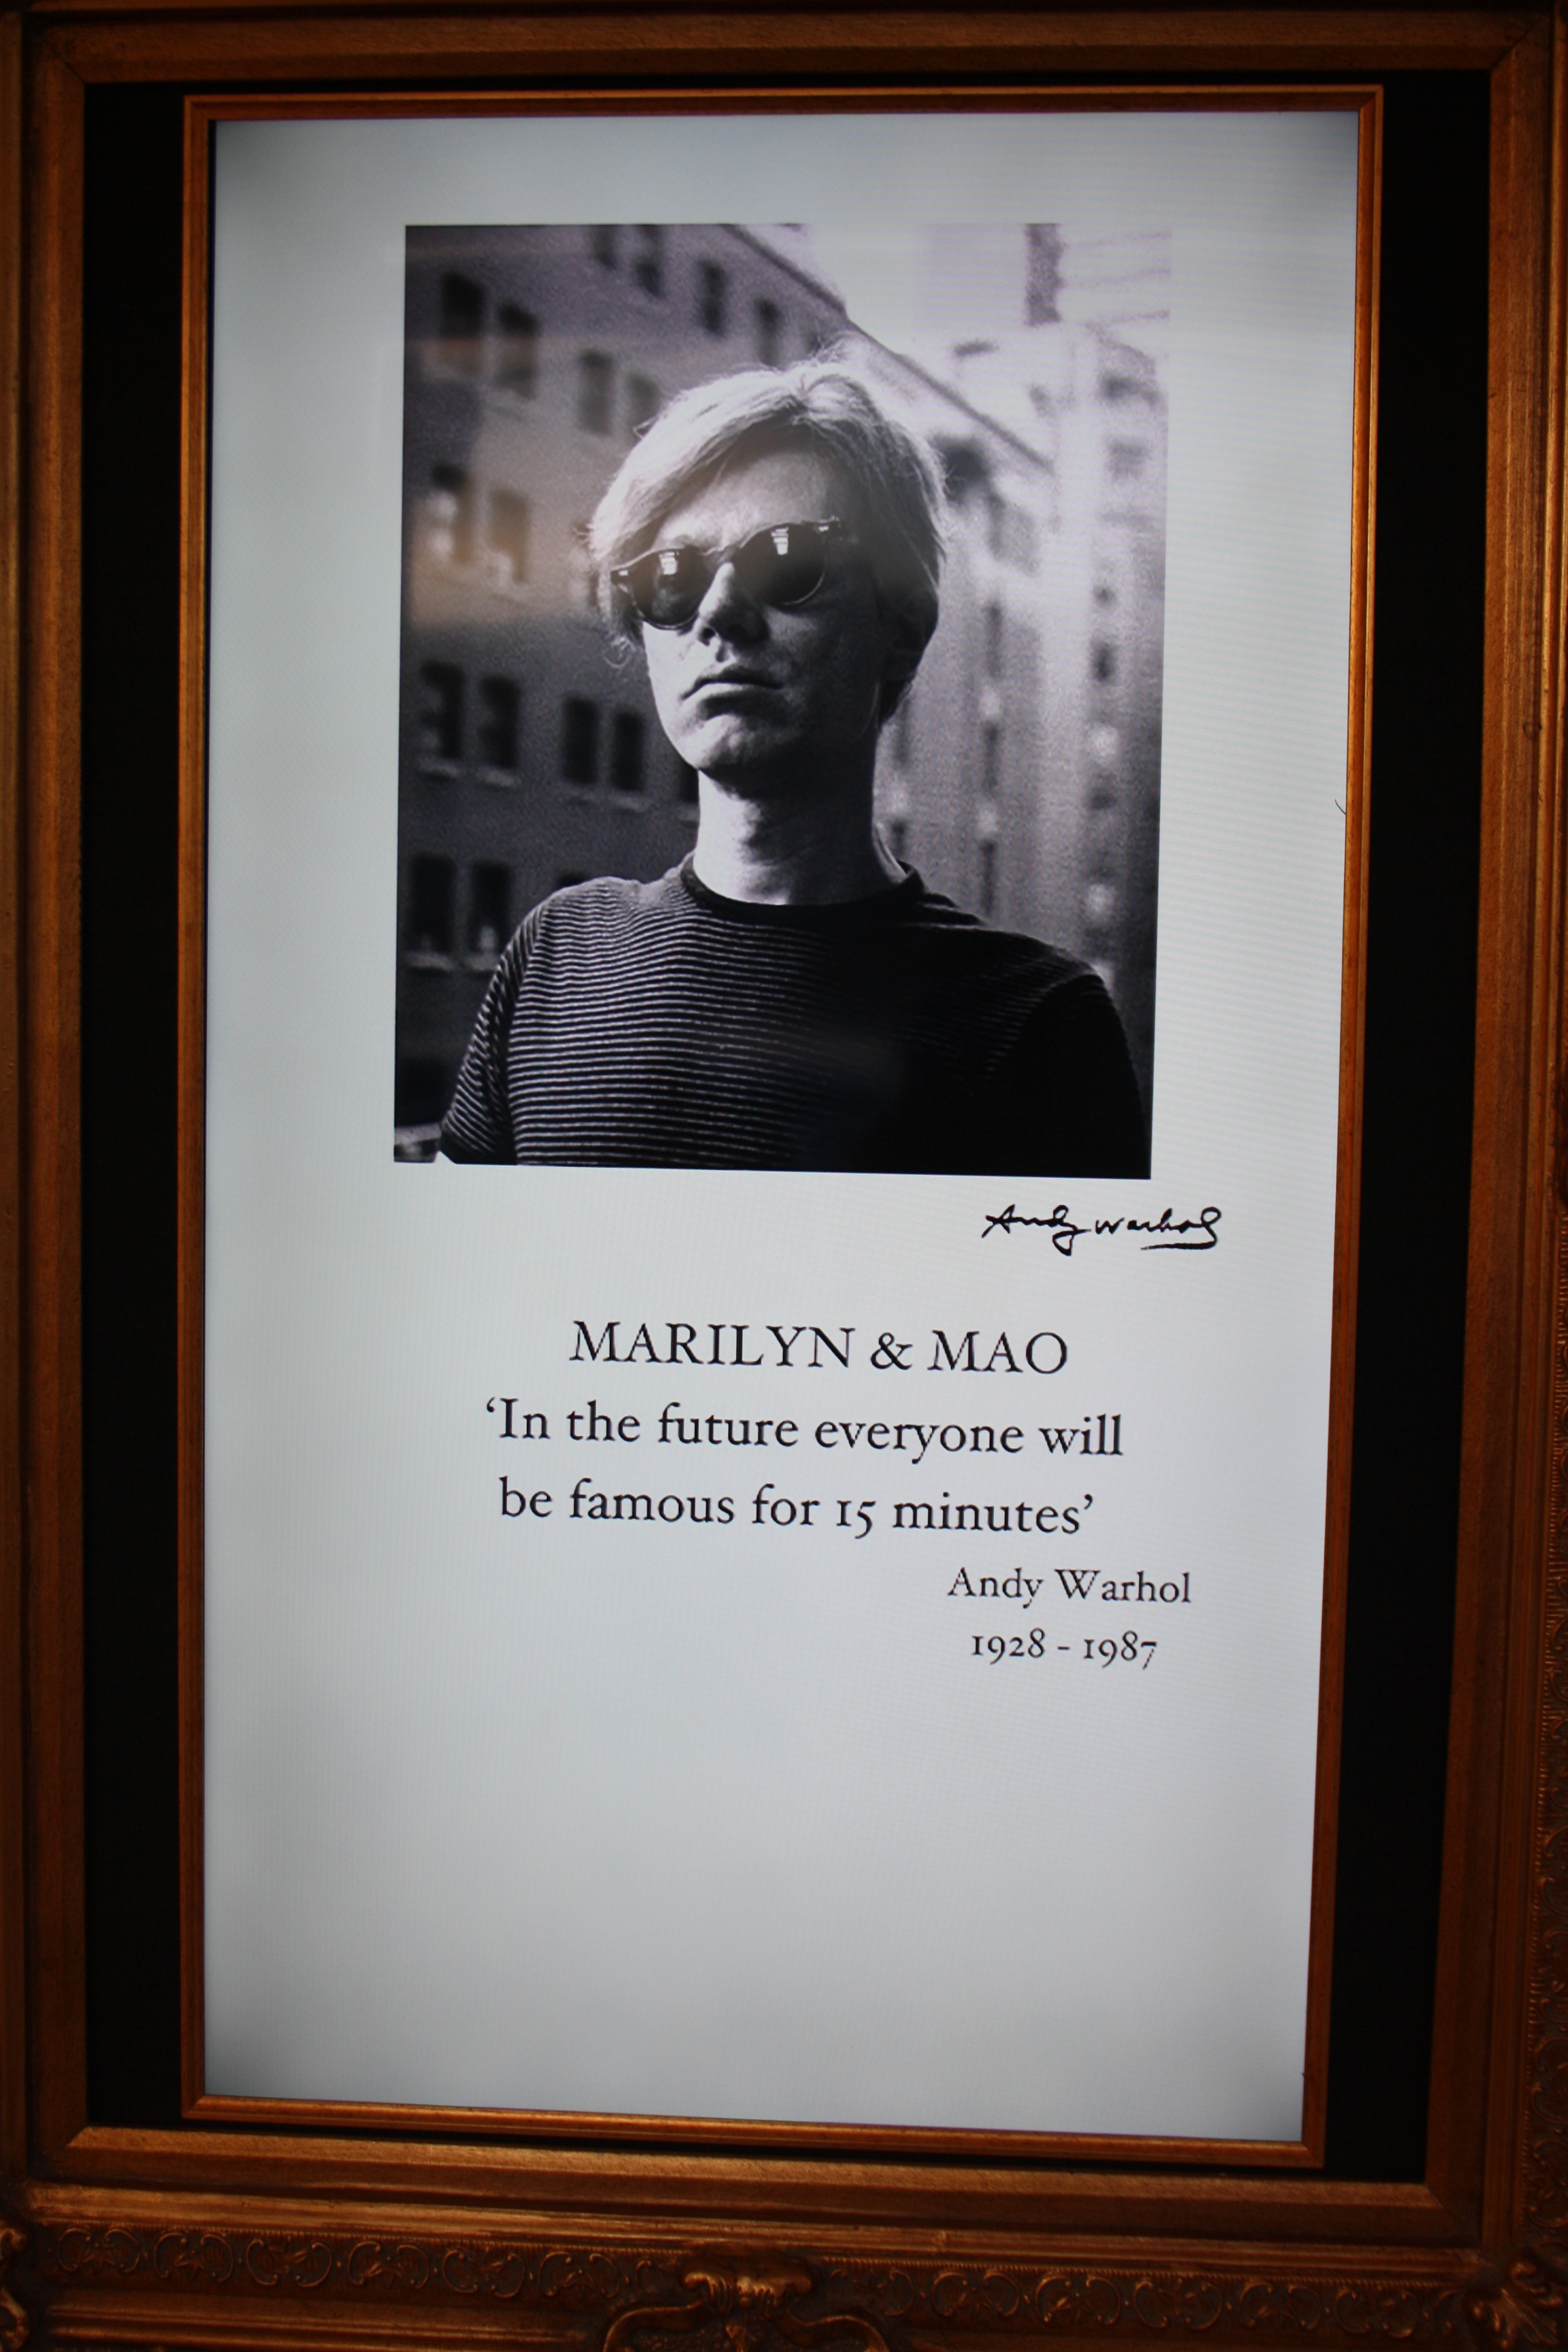 Andy Warhol
MARILYN & MAO
‘In the future everyone will
be famous for 15 minutes’
Andy Warhol
1928 - 1987